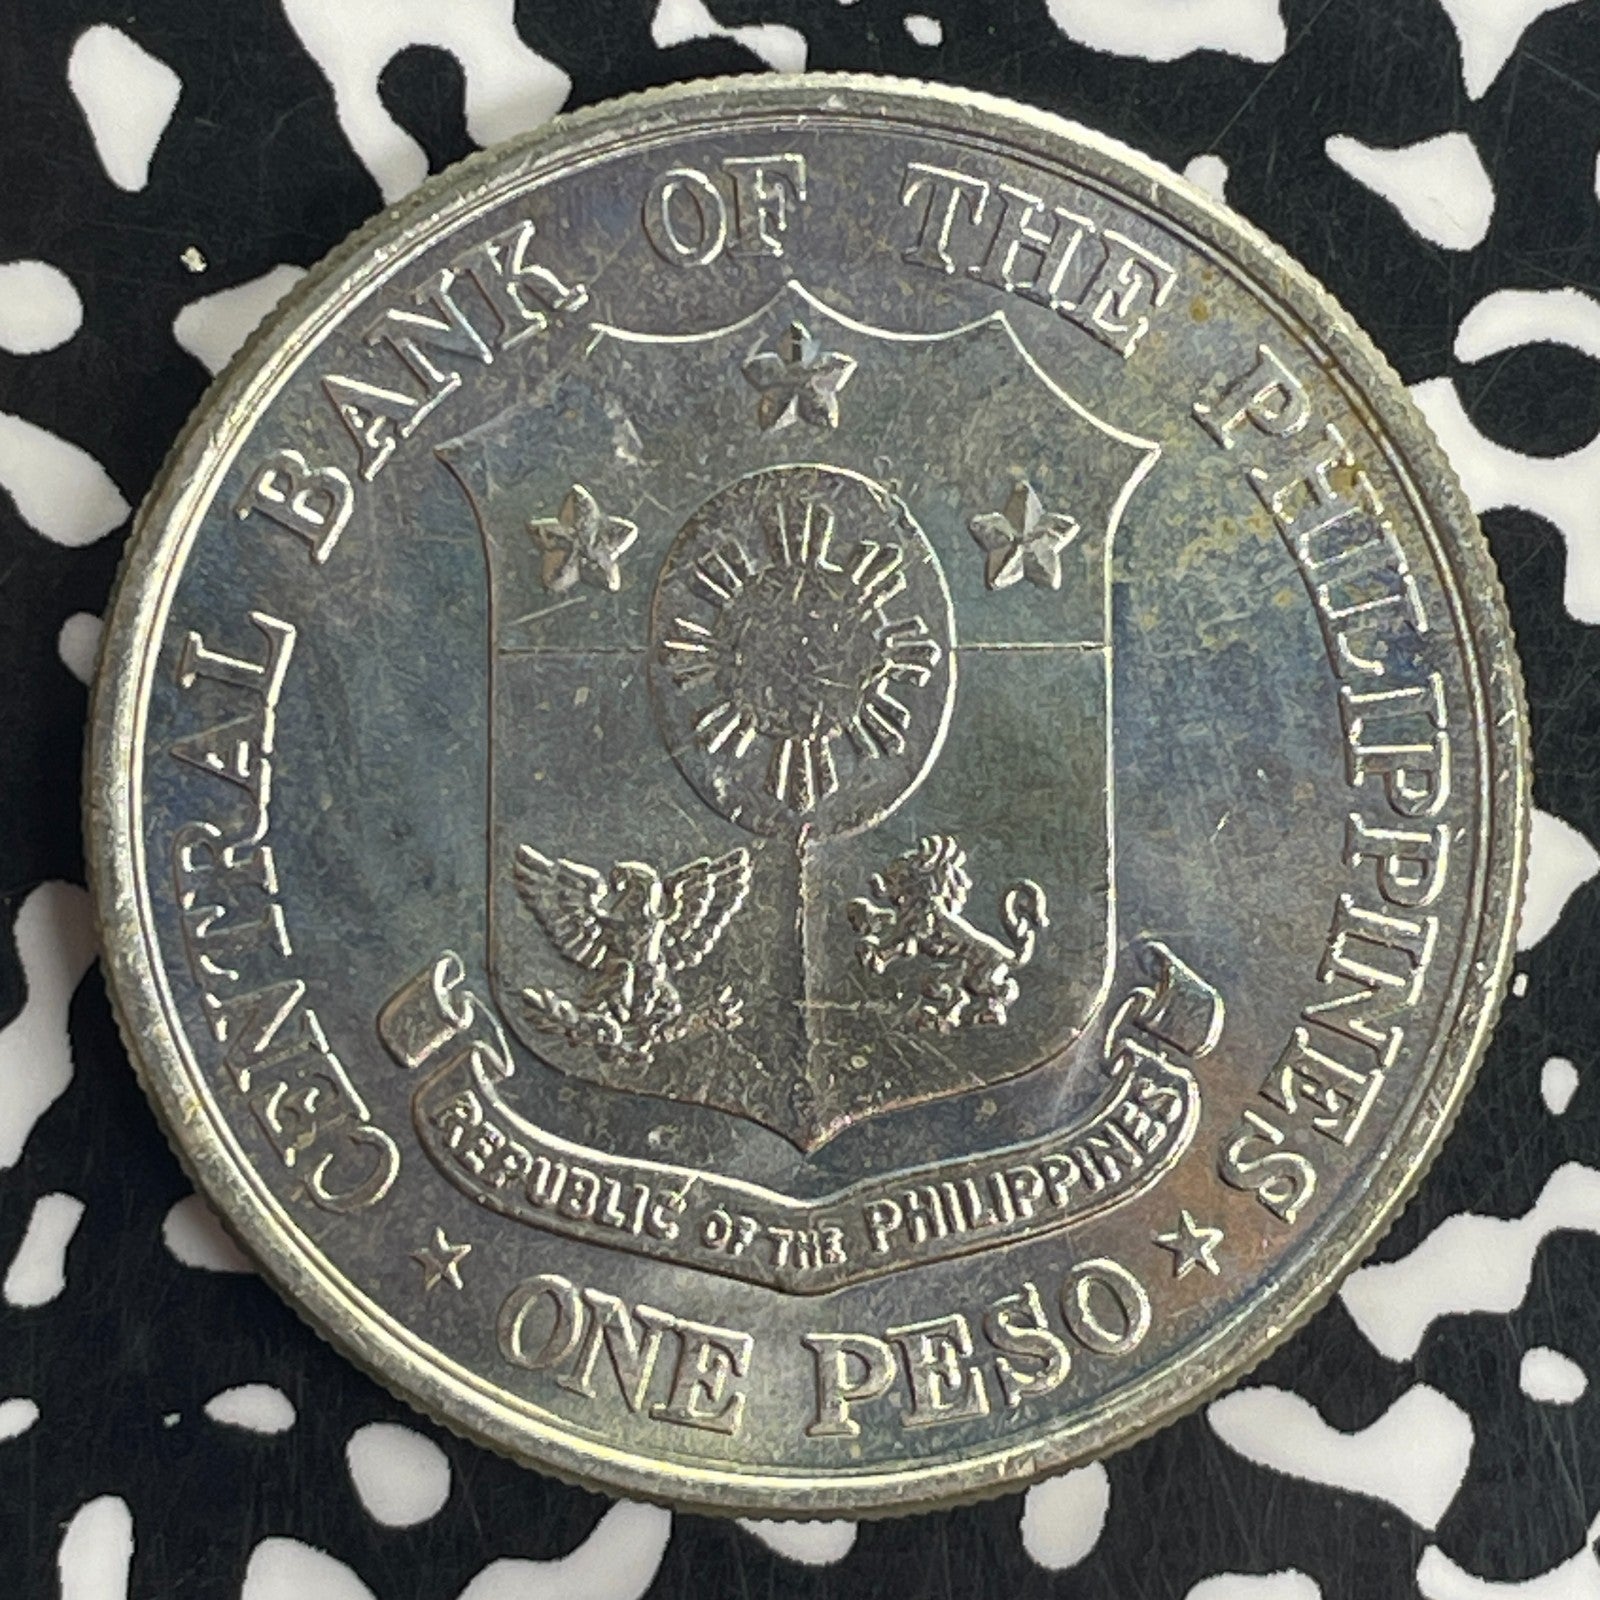 CENTRAL BANK OF THE PHILIPPINES
REPUBLIC OF THE PHILIPPINES
ONE PESO